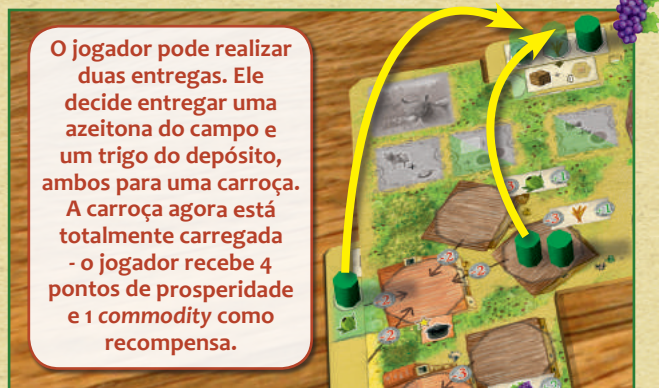 O jogador pode realizar
duas entregas. Ele
decide entregar uma
azeitona do campo e
um trigo do depósito,
ambos para uma carroça.
A carroça agora está
totalmente carregada
- o jogador recebe 4
pontos de prosperidade
e 1 commodity como
recompensa.